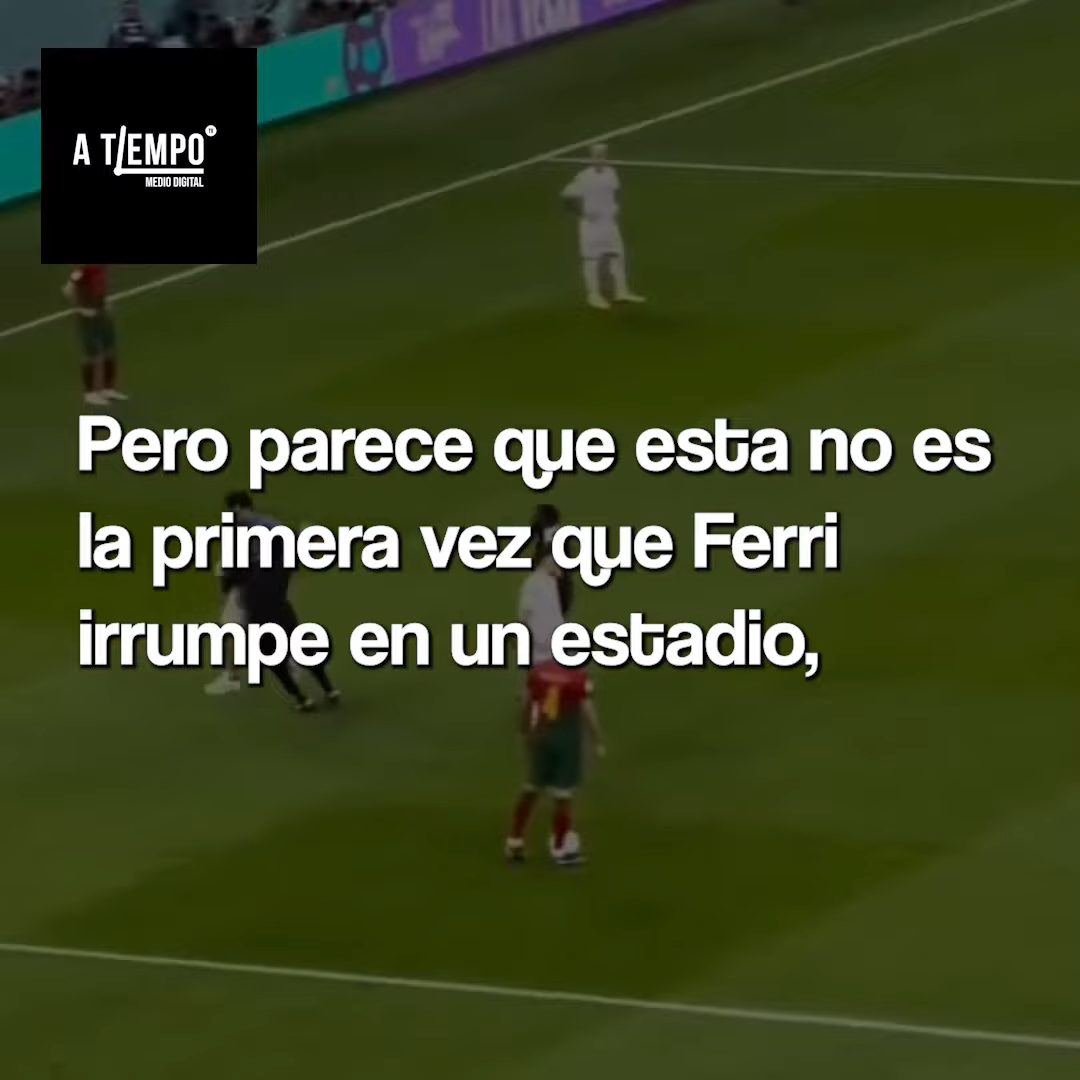 A TIEMPO
MEDIO DIGITAL
Pero parece que esta no es
la primera vez que Ferri
irrumpe en un estadio,